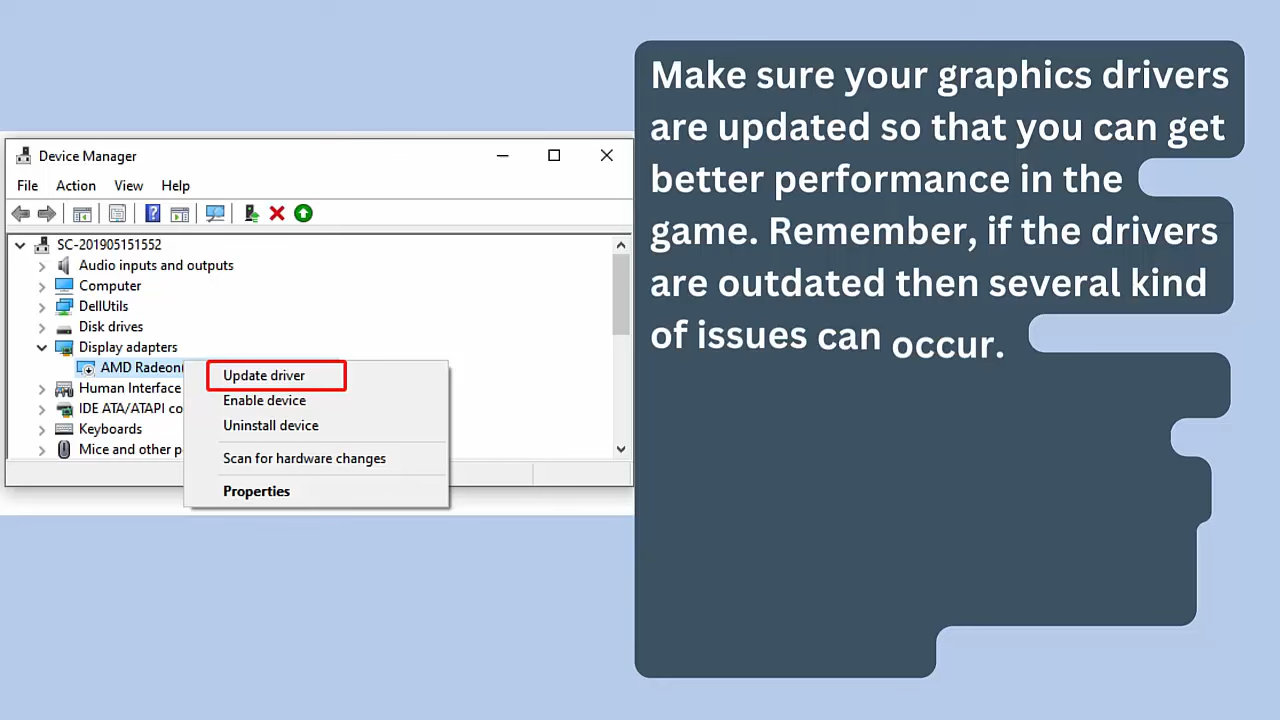 Device Manager
File Action View Help
SC-201905151552
Audio inputs and outputs
Computer
DellUtils
Disk drives
Display adapters
AMD Radeon
Human Interface
IDE ATA/ATAPI co
Keyboards
Mice and other p
Update driver
Enable device
Uninstall device
Scan for hardware changes
Properties
Make sure your graphics drivers
are updated so that you can get
better performance in the
game. Remember, if the drivers
are outdated then several kind
of issues can occur.